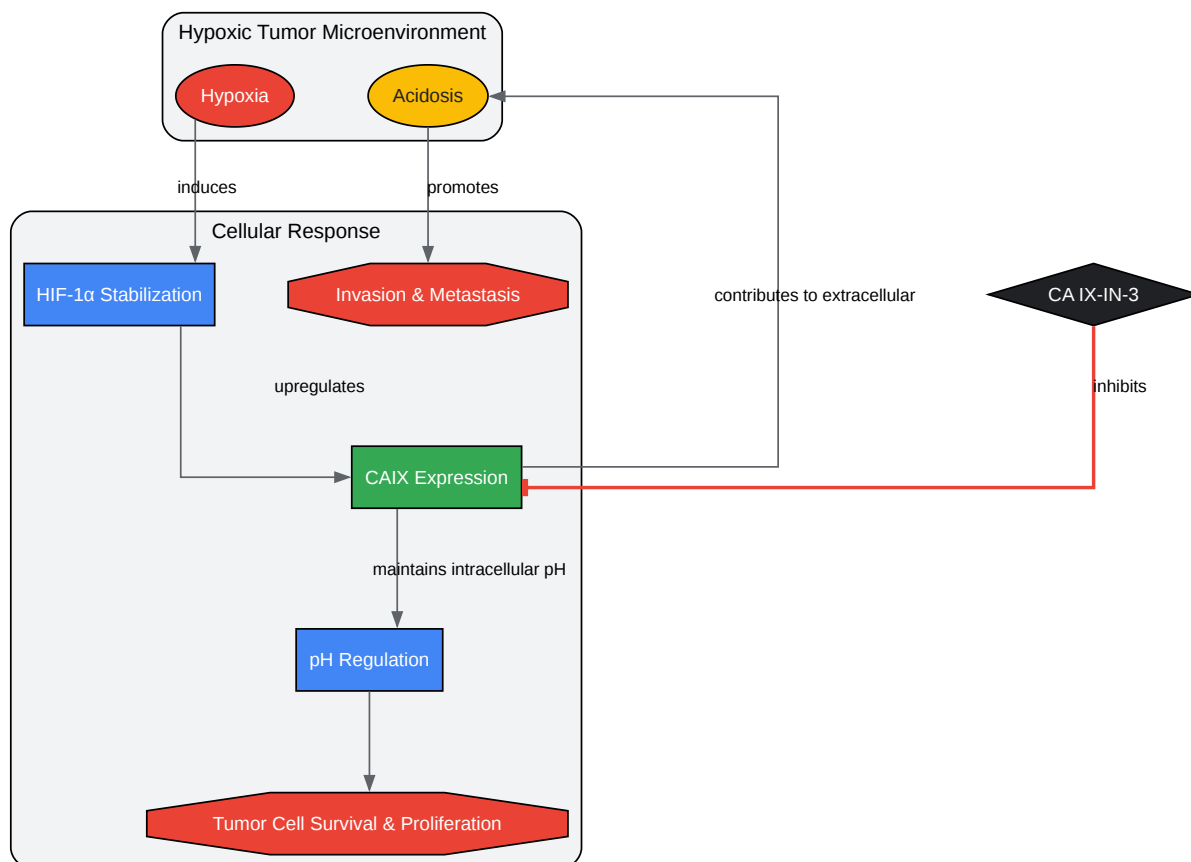 Hypoxic Tumor Microenvironment
Hypoxia
Acidosis
induces
promotes
Cellular Response
HIF-1α Stabilization
Invasion & Metastasis
contributes to extracellular
CA IX-IN-3
upregulates
inhibits
CAIX Expression
maintains intracellular pH
pH Regulation
Tumor Cell Survival & Proliferation